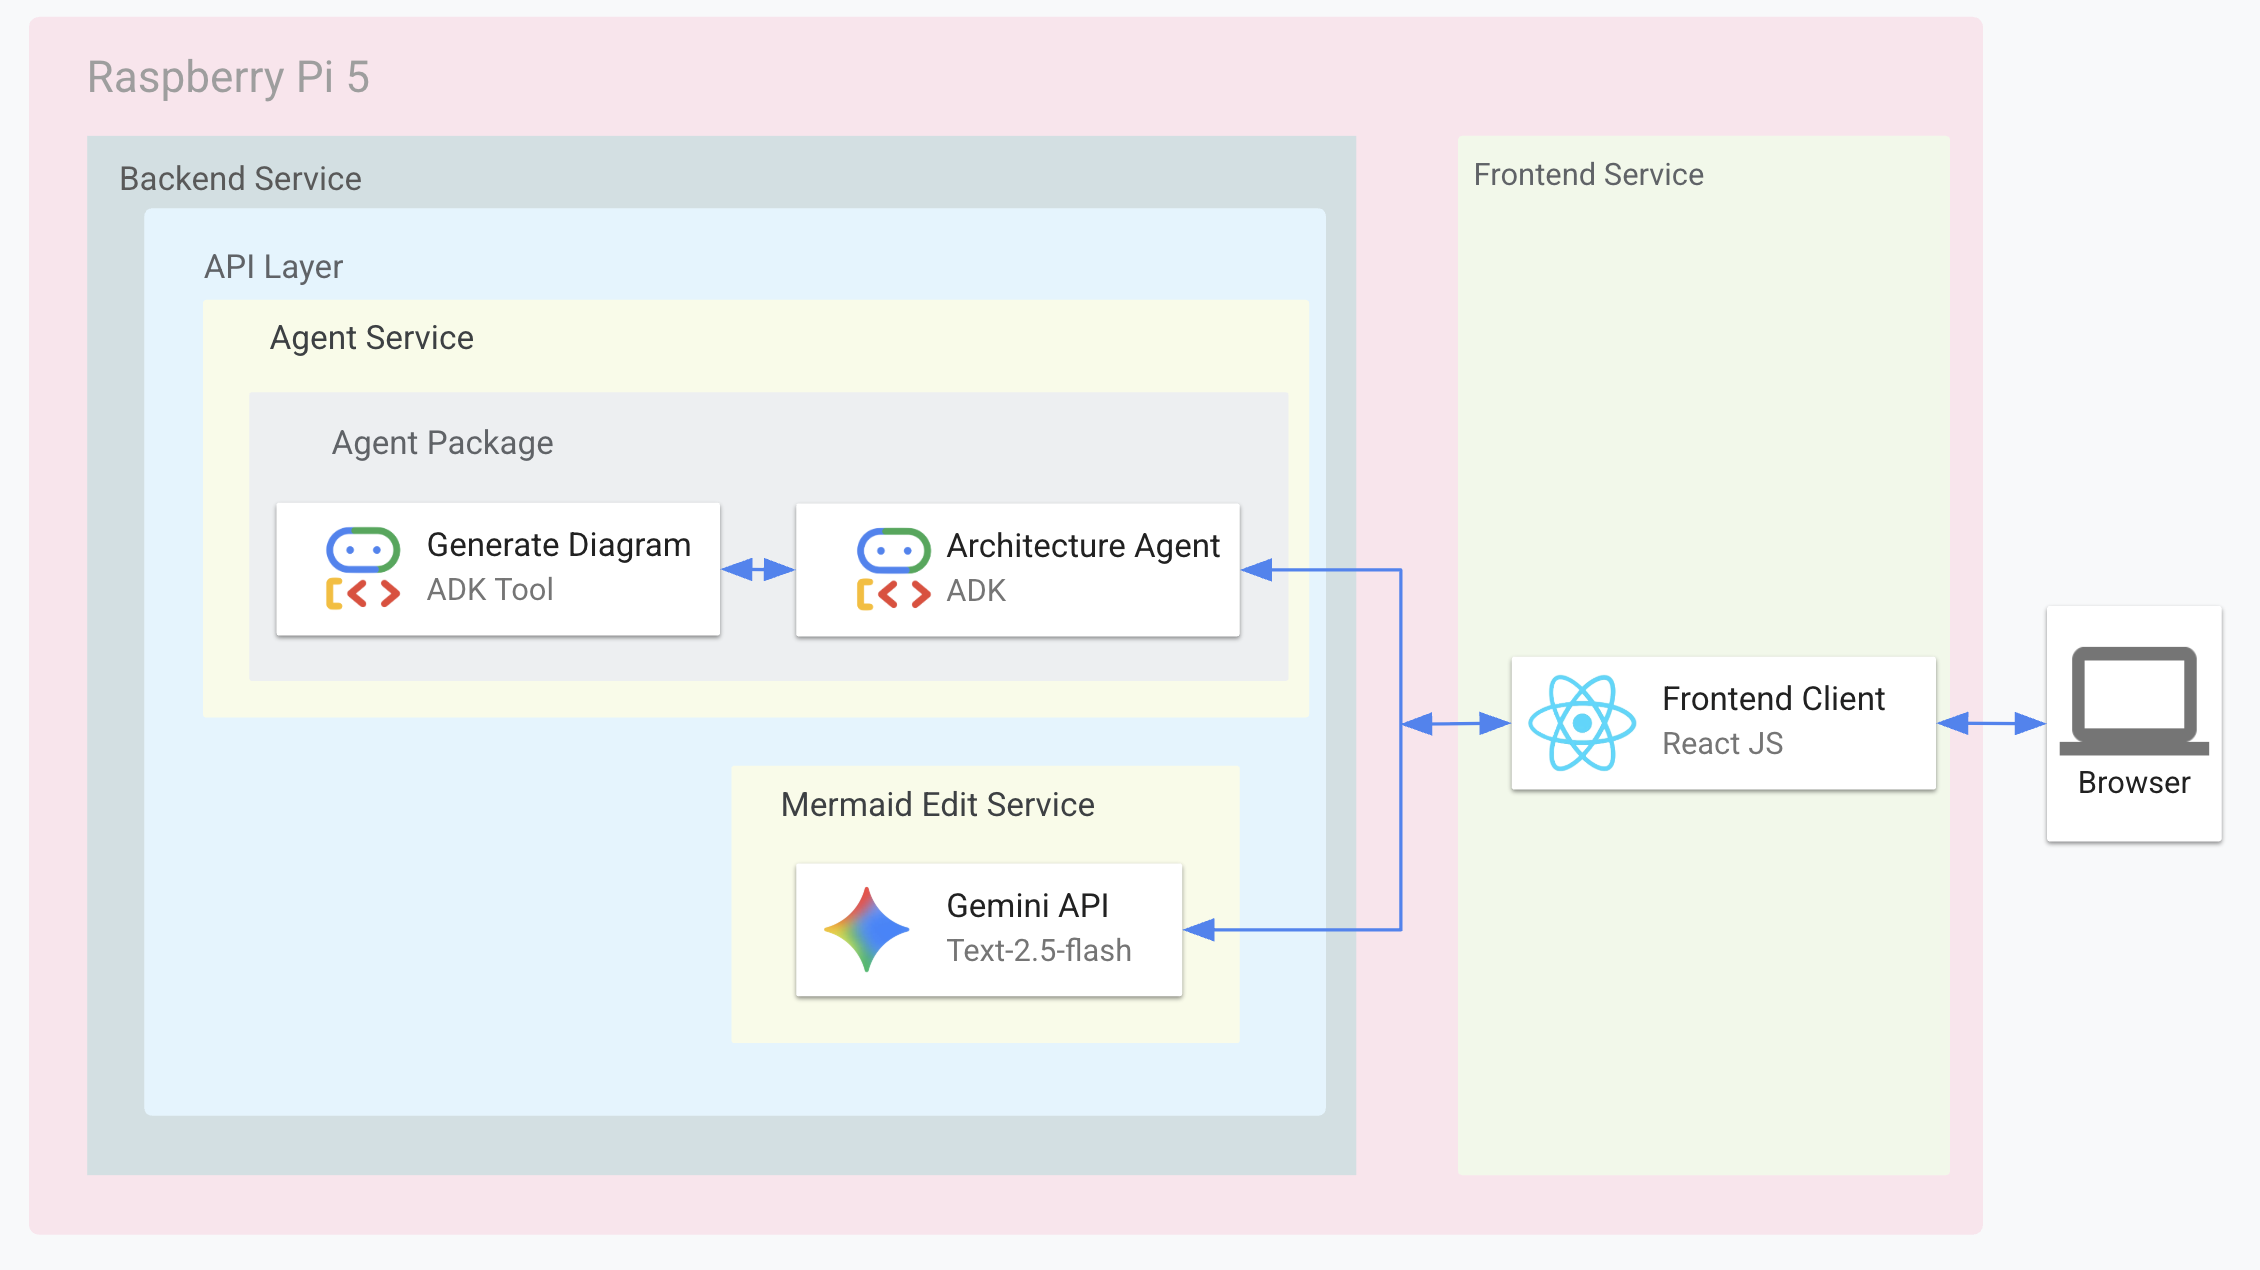 Raspberry Pi 5
Backend Service
API Layer
Agent Service
Agent Package
Generate Diagram
ADK Tool
Architecture Agent
ADK
Mermaid Edit Service
Gemini API
Text-2.5-flash
Frontend Service
Frontend Client
React JS
Browser